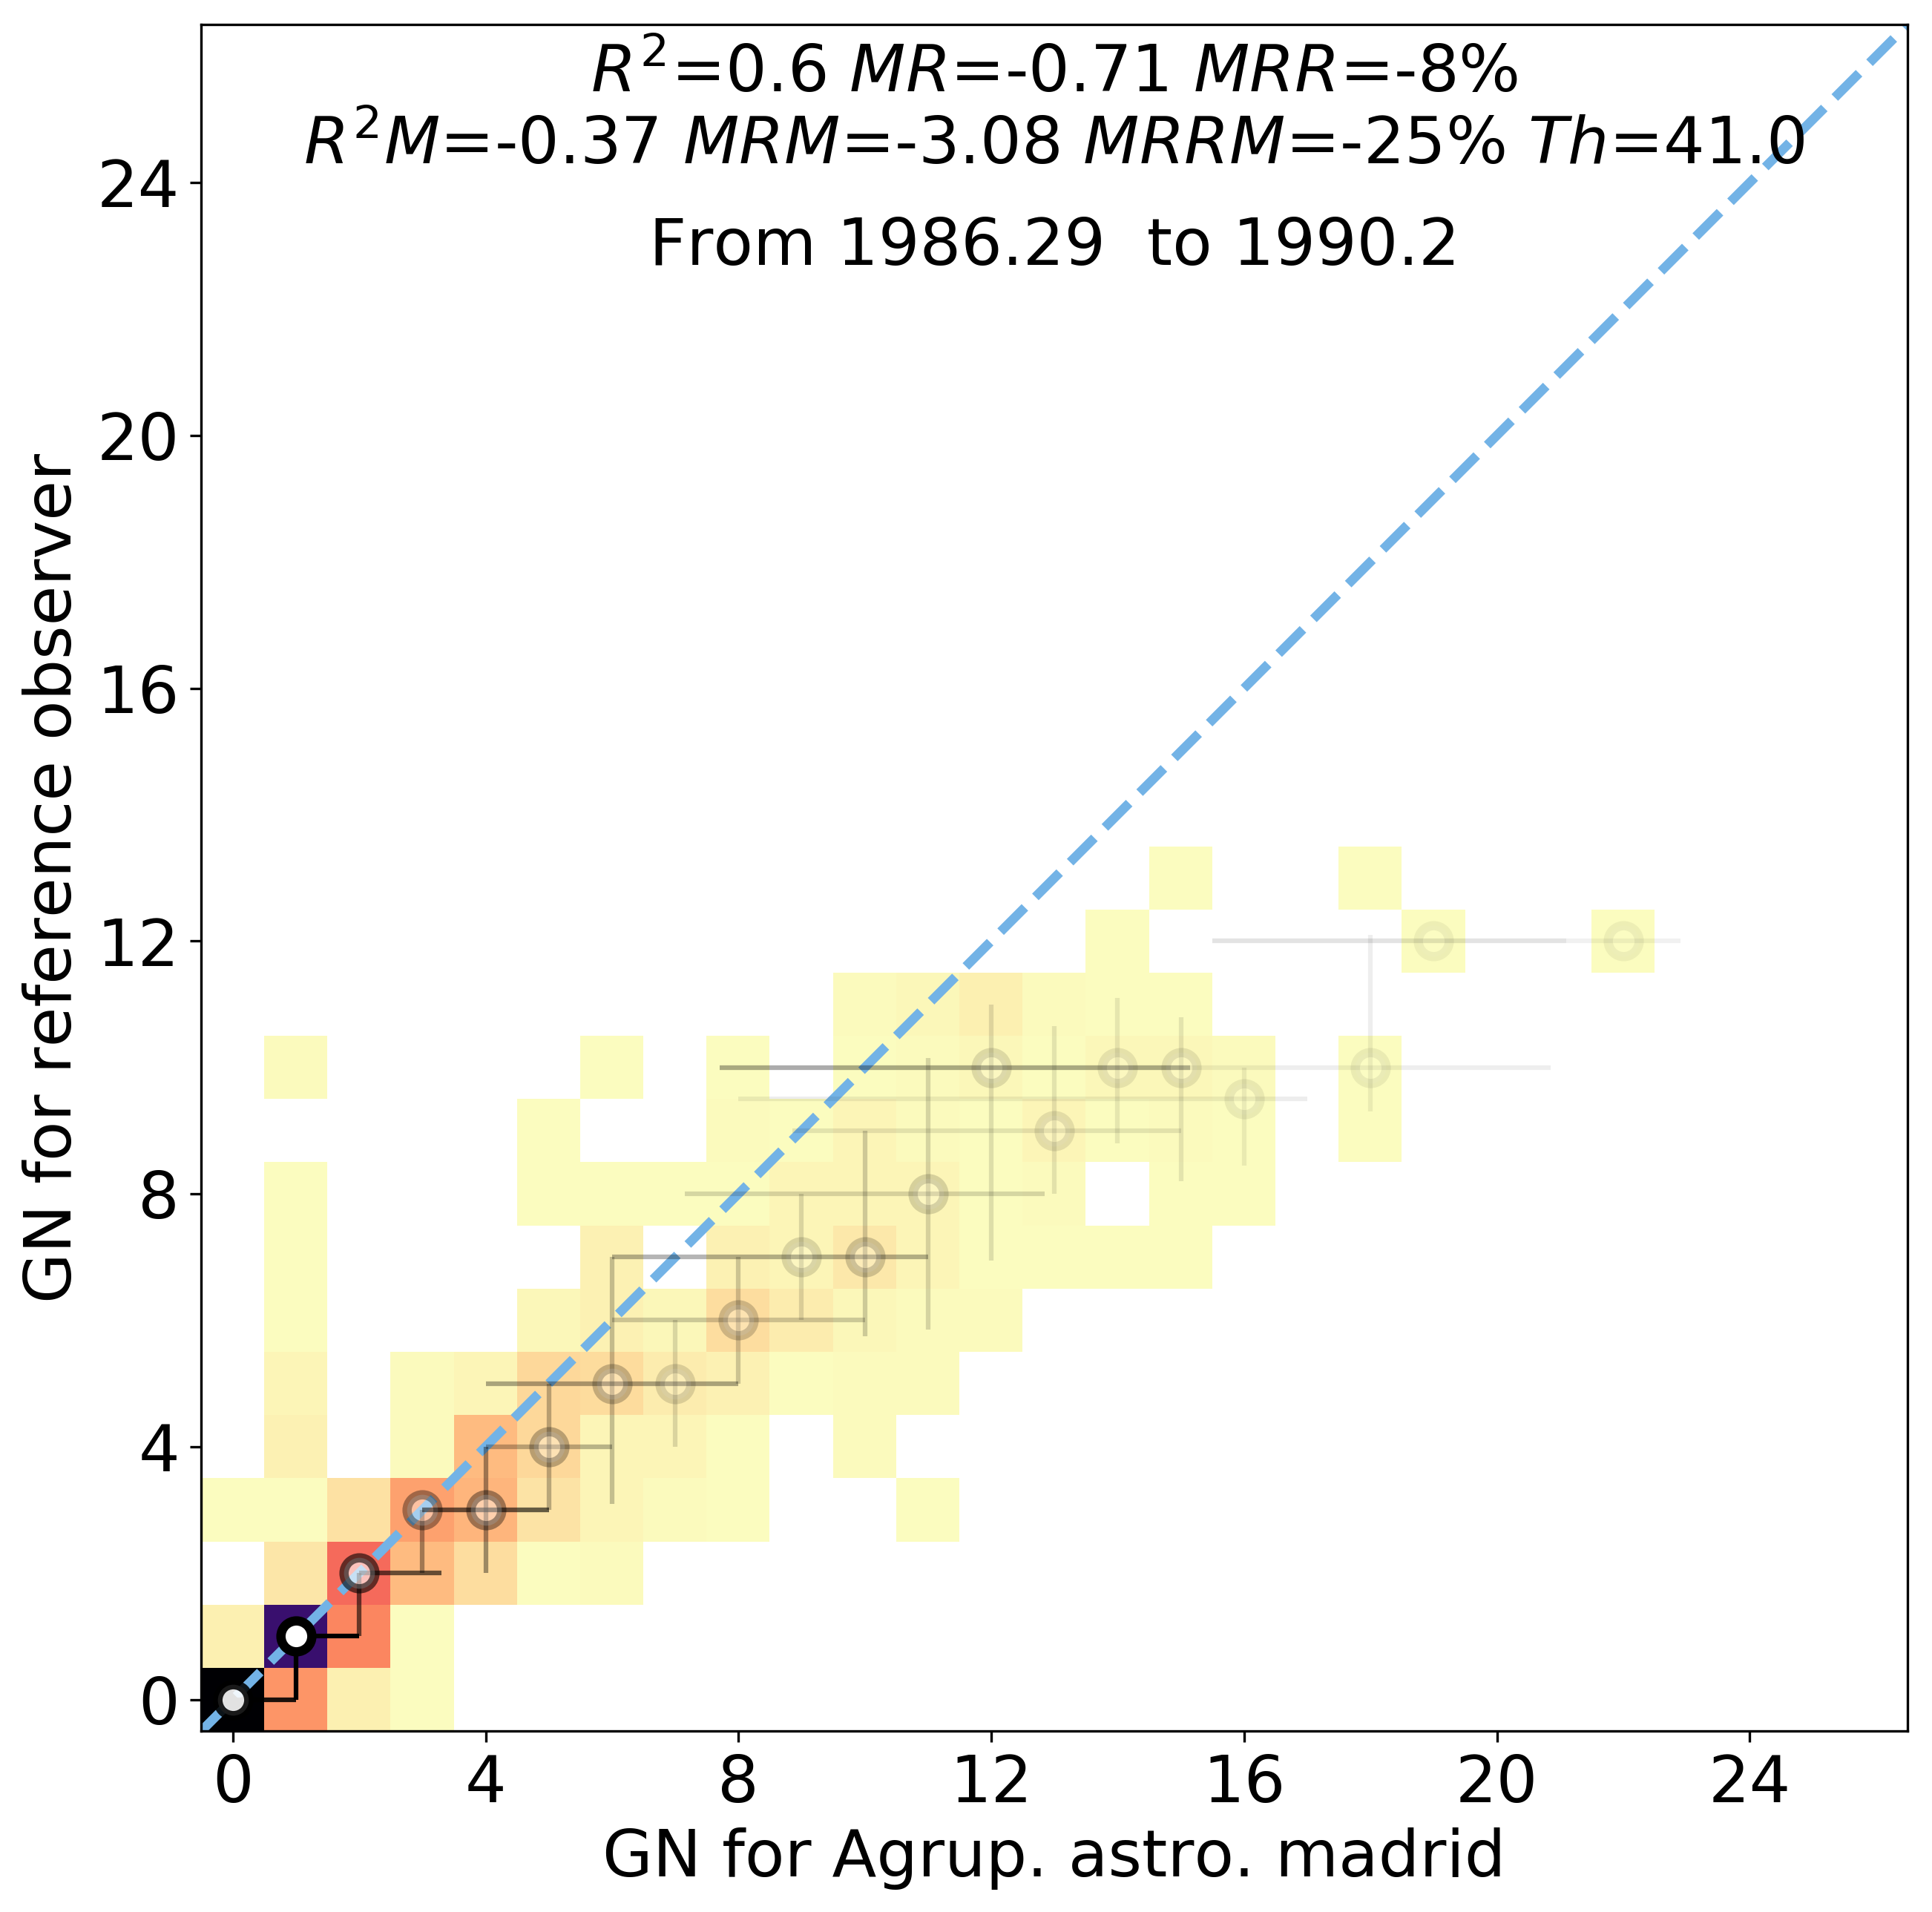 R²=0.6 MR=-0.71 MRR=-8%
R²M=-0.37 MRM=-3.08 MRRM=-25% Th=41.0
From 1986.29  to 1990.2
24
20
16
12
8
4
0
GN for reference observer
0 4 8 12 16 20 24
GN for Agrup. astro. madrid